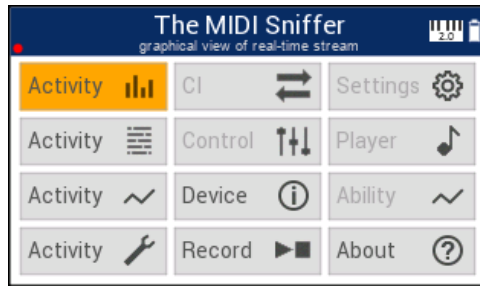 The MIDI Sniffer
graphical view of real-time stream
2.0
Activity CI Settings
Activity Control Player
Activity Device Ability
Activity Record About